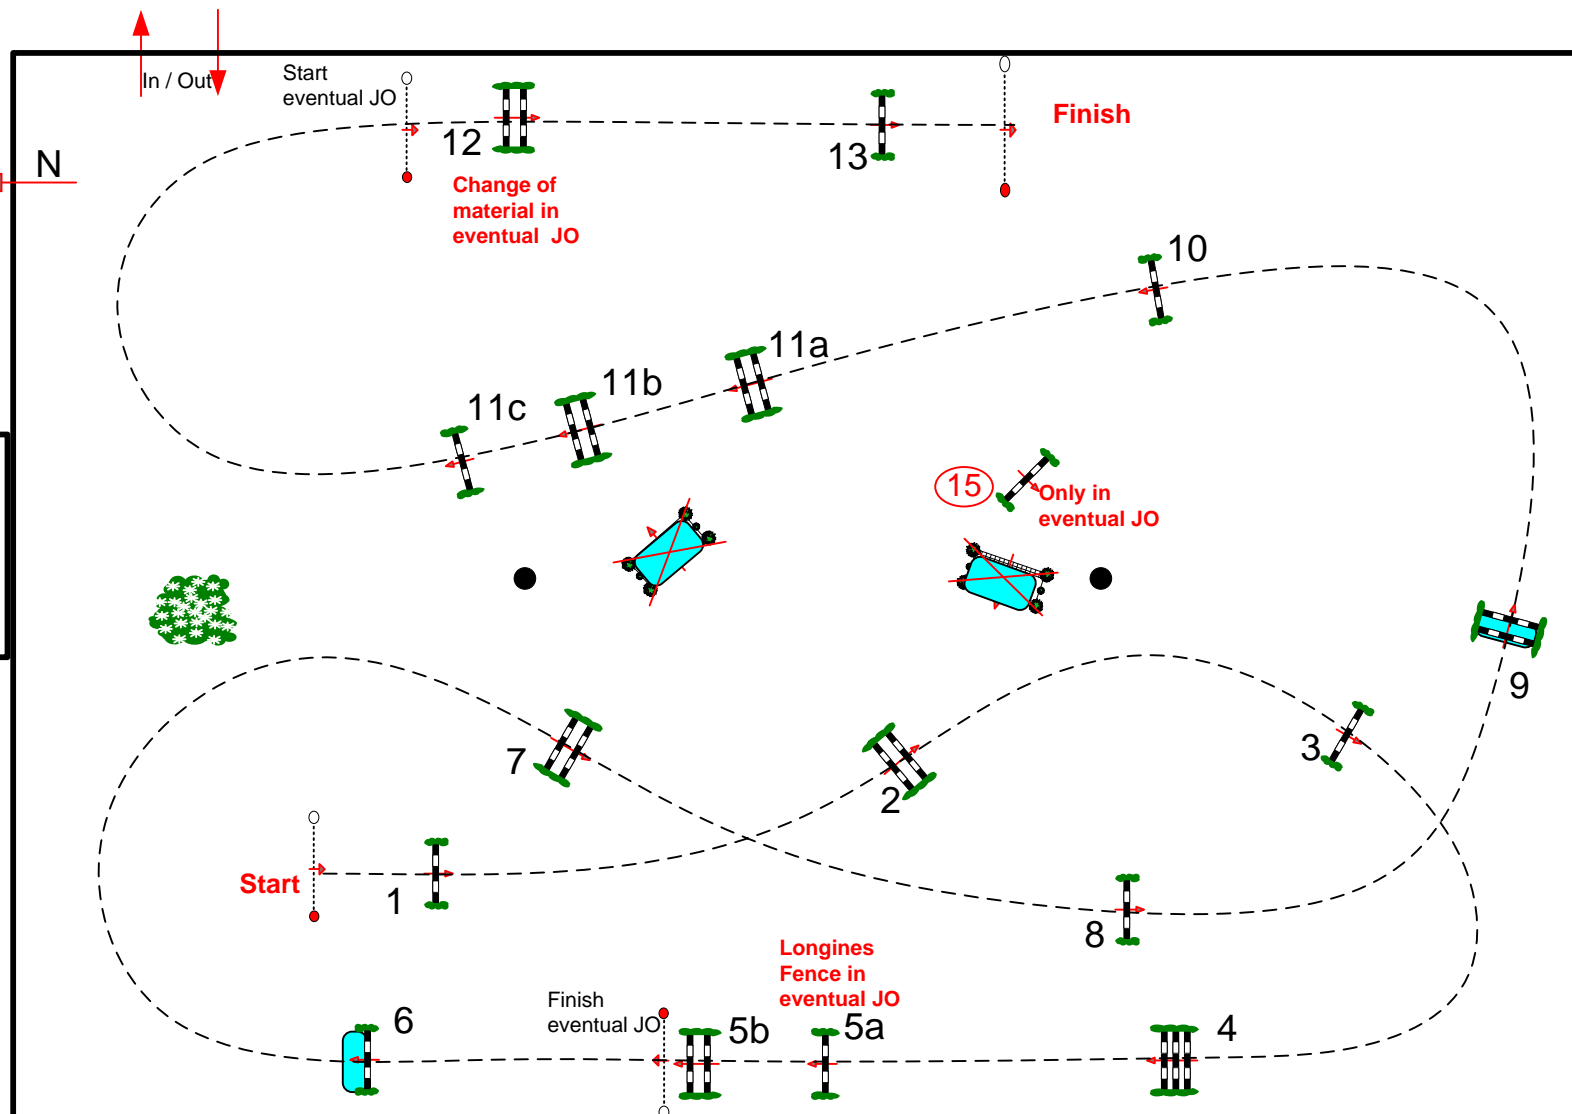 In / Out
Start
eventual JO
N
12
Change of
material in
eventual JO
13
Finish
10
11a
11b
11c
15
Only in
eventual JO
9
7
2
3
Start
1
8
Longines
Fence in
eventual JO
6
Finish
eventual JO
5b
5a
4